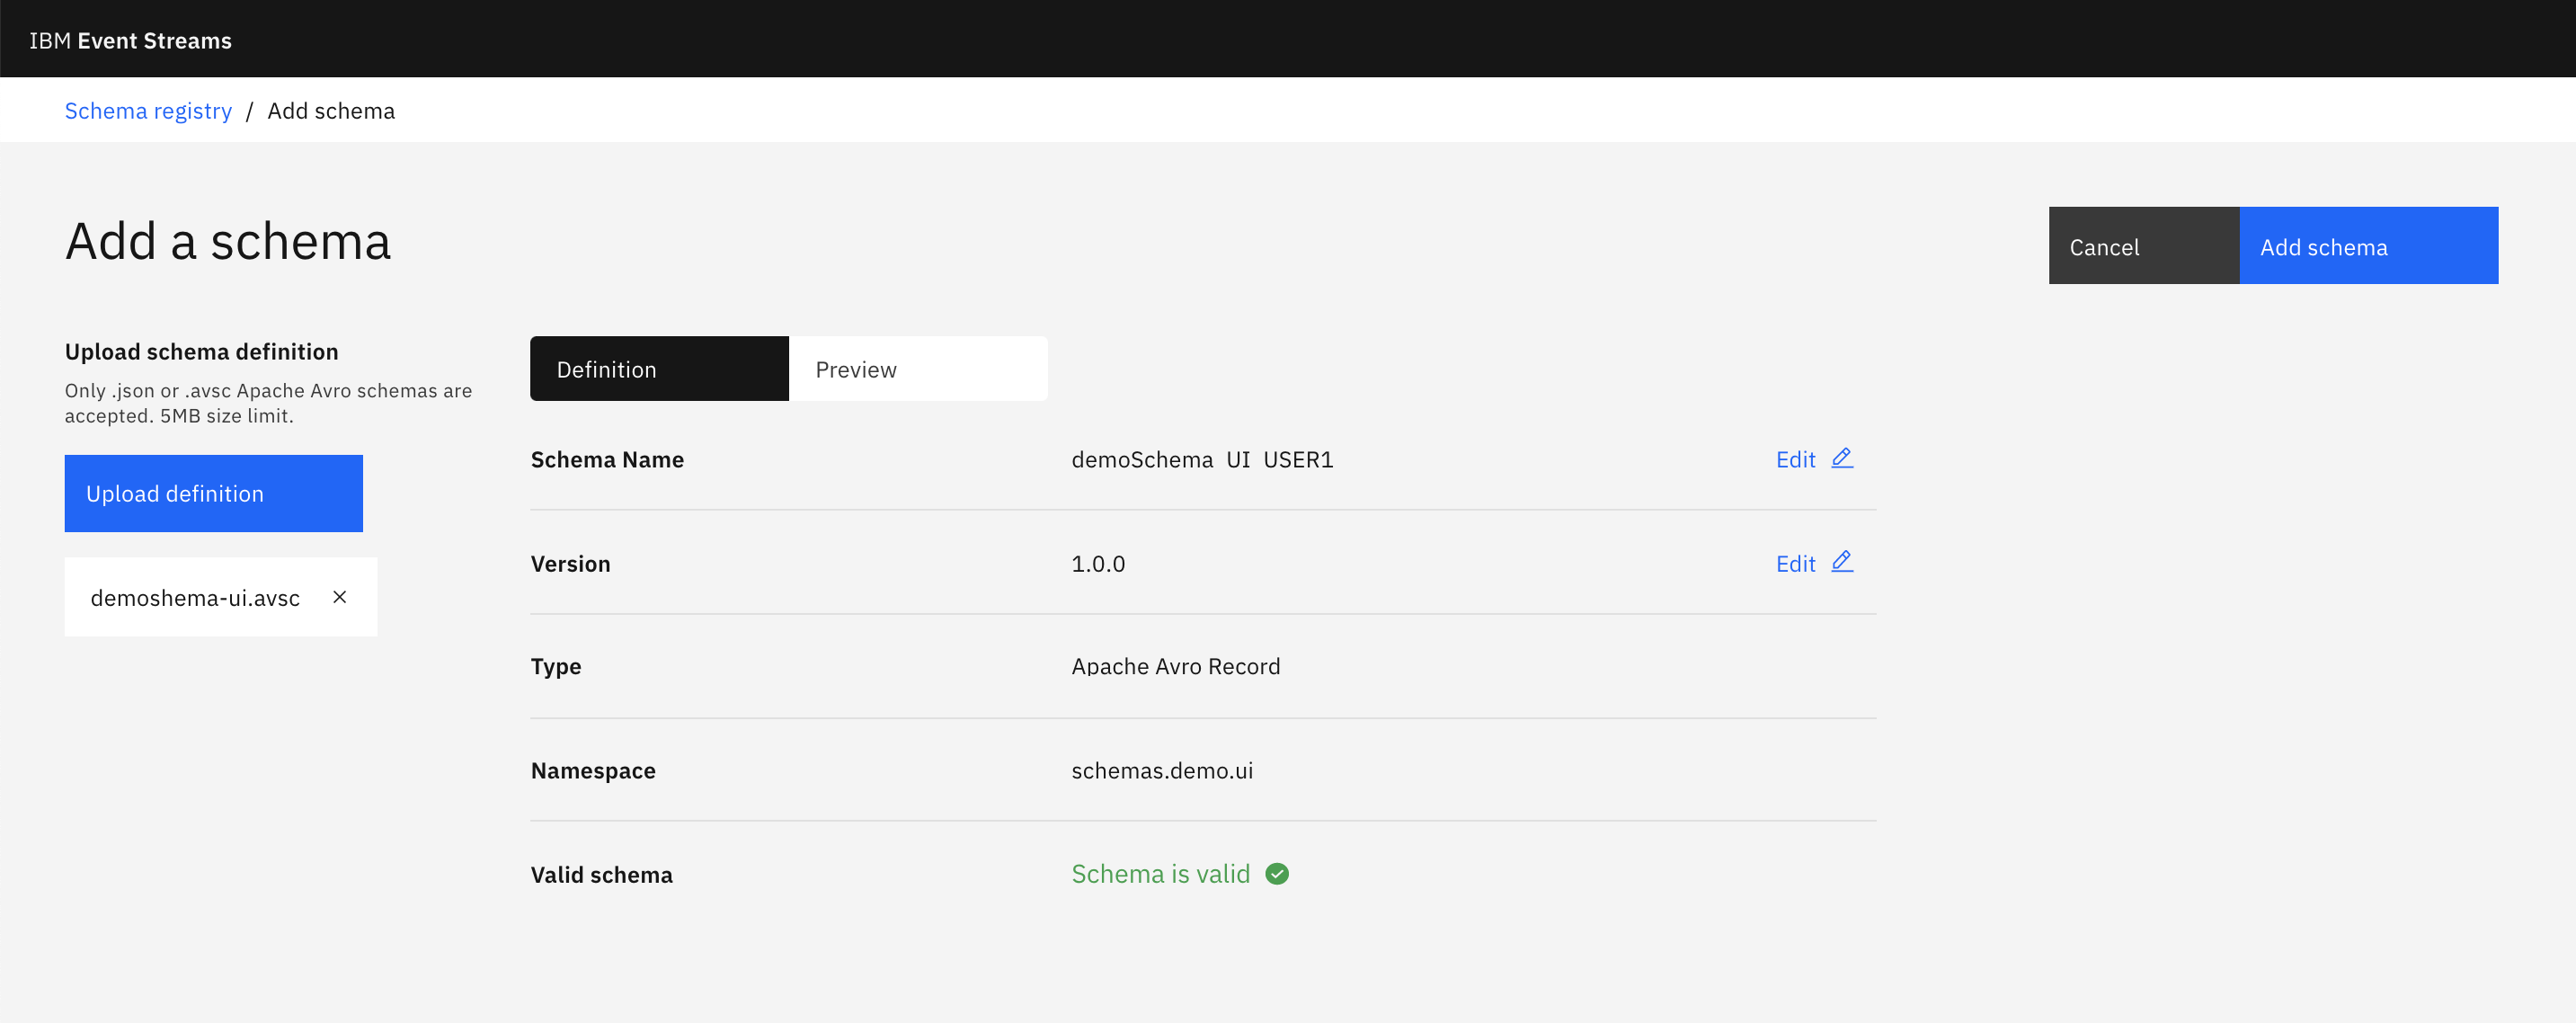 IBM Event Streams
Schema registry / Add schema
Add a schema
Cancel
Add schema
Upload schema definition
Only .json or .avsc Apache Avro schemas are
accepted. 5MB size limit.
Upload definition
demoshema-ui.avsc
Definition
Preview
Schema Name
demoSchema UI USER1
Edit
Version
1.0.0
Edit
Type
Apache Avro Record
Namespace
schemas.demo.ui
Valid schema
Schema is valid